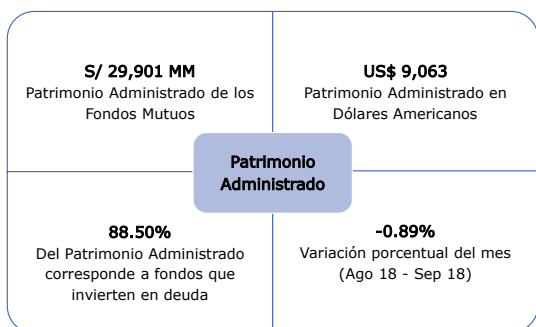 S/ 29,901 MM
Patrimonio Administrado de los
Fondos Mutuos
US$ 9,063
Patrimonio Administrado en
Dólares Americanos
Patrimonio
Administrado
88.50%
Del Patrimonio Administrado
corresponde a fondos que
invierten en deuda
-0.89%
Variación porcentual del mes
(Ago 18 - Sep 18)